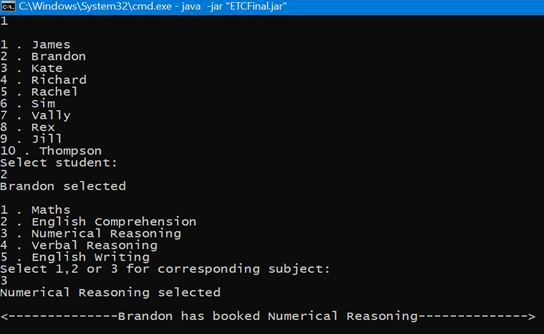 C:\Windows\System32\cmd.exe - java -jar "ETCFinal.jar"
1
1 . James
2 . Brandon
3 . Kate
4 . Richard
5 . Rachel
6 . Sim
7 . Vally
8 . Rex
9 . Jill
10 . Thompson
Select student:
2
Brandon selected
1 . Maths
2 . English Comprehension
3 . Numerical Reasoning
4 . Verbal Reasoning
5 . English Writing
Select 1,2 or 3 for corresponding subject:
3
Numerical Reasoning selected
<--------------Brandon has booked Numerical Reasoning-------------->